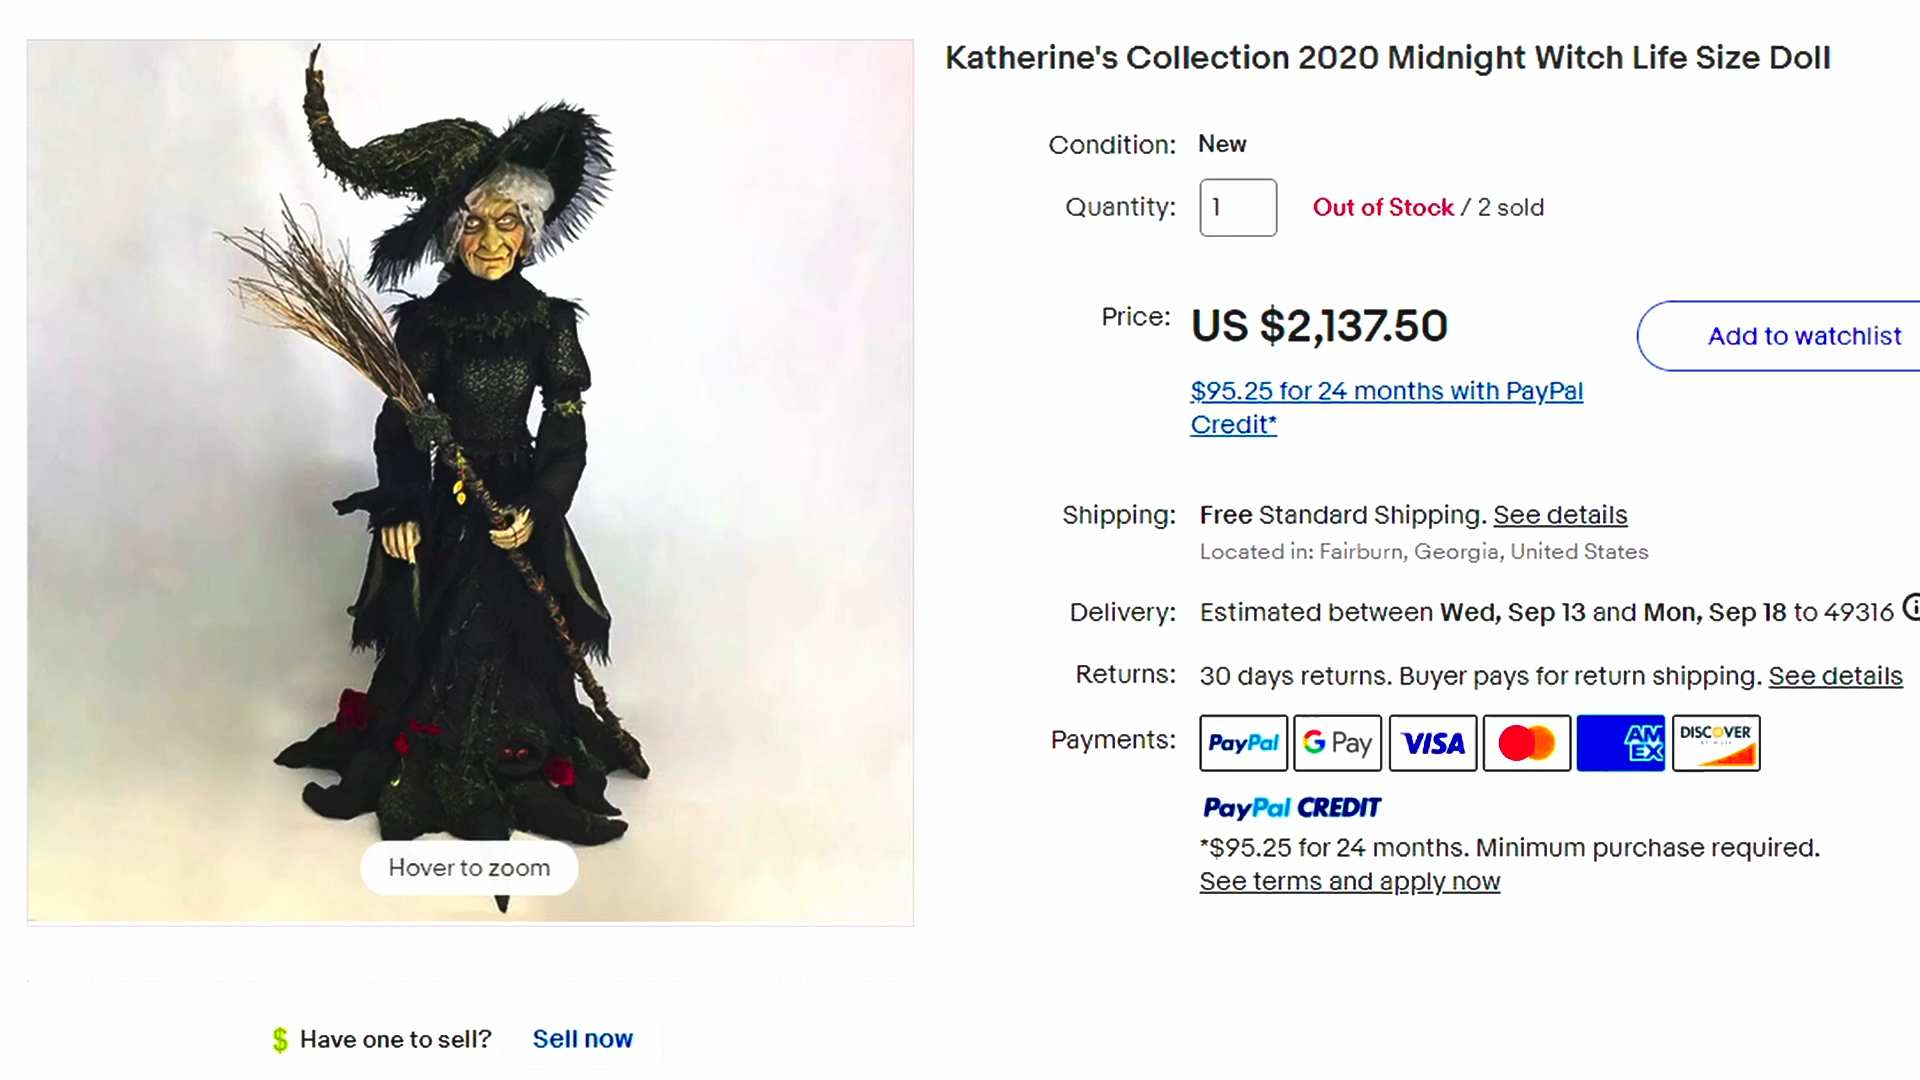 Katherine's Collection 2020 Midnight Witch Life Size Doll
Condition: New
Quantity: 1 Out of Stock / 2 sold
Price: US $2,137.50
Add to watchlist
$95.25 for 24 months with PayPal
Credit*
Shipping: Free Standard Shipping. See details
Located in: Fairburn, Georgia, United States
Delivery: Estimated between Wed, Sep 13 and Mon, Sep 18 to 49316
Returns: 30 days returns. Buyer pays for return shipping. See details
Payments: PayPal G Pay VISA AM EX DISCOVER
PayPal CREDIT
*$95.25 for 24 months. Minimum purchase required.
See terms and apply now
Hover to zoom
$ Have one to sell? Sell now